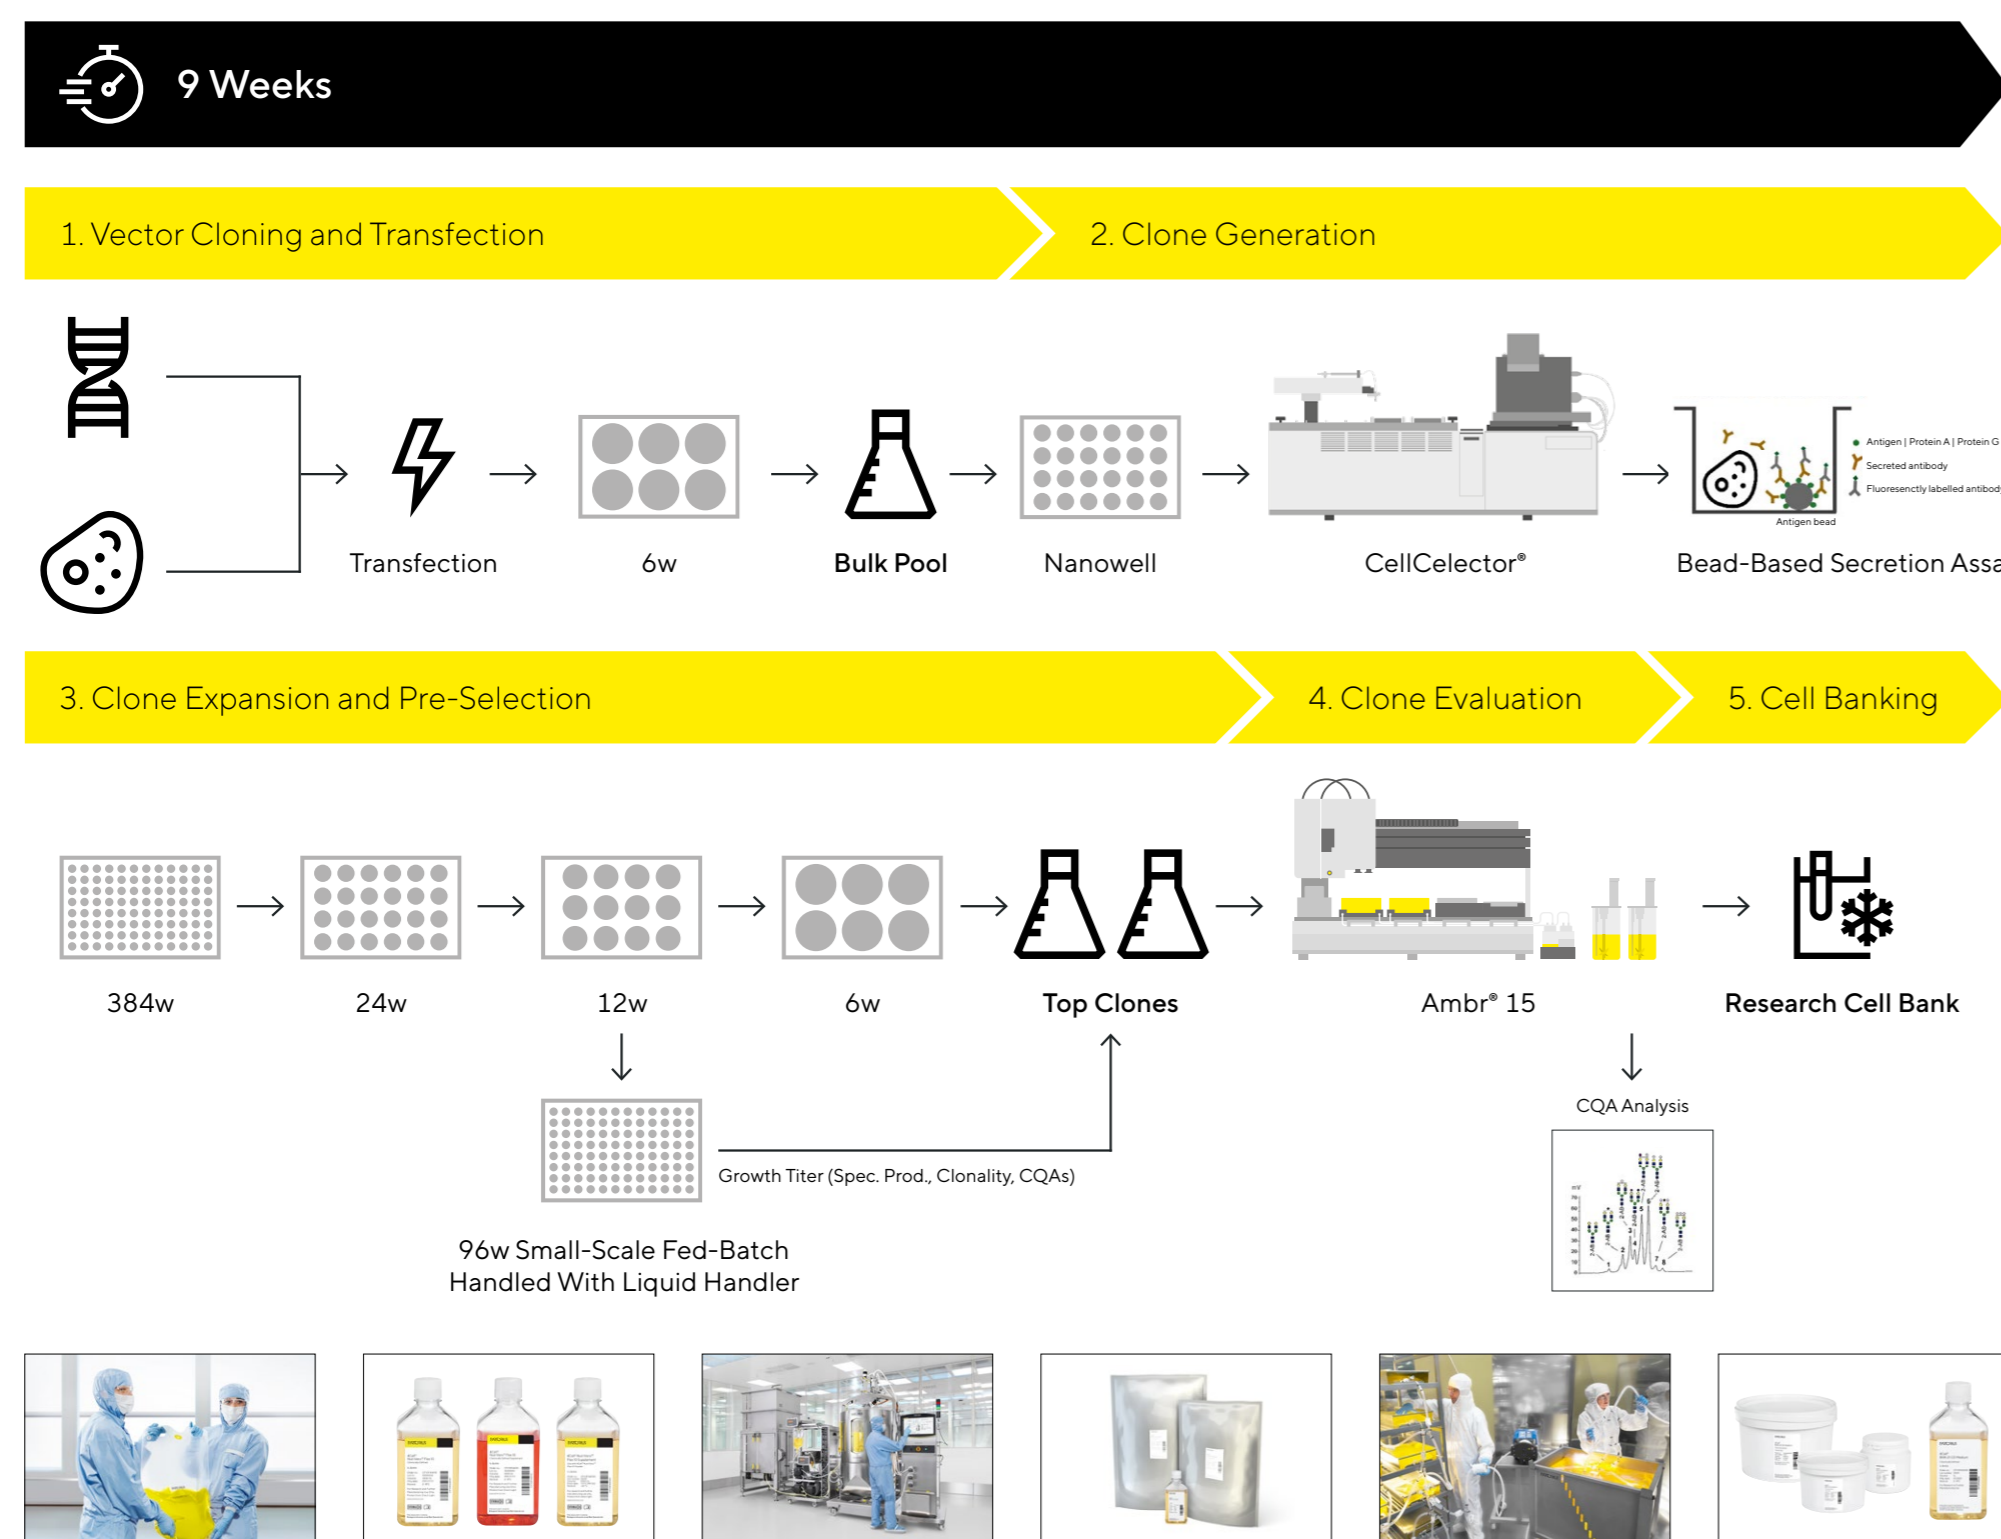 9 Weeks
1. Vector Cloning and Transfection
2. Clone Generation
Antigen | Protein A | Protein G
Secreted antibody
Fluoresenctly labelled antibody
Antigen bead
Transfection
6w
Bulk Pool
Nanowell
CellCelector®
Bead-Based Secretion Assa
3. Clone Expansion and Pre-Selection
4. Clone Evaluation
5. Cell Banking
384w
24w
12w
6w
Top Clones
Ambr® 15
Research Cell Bank
CQA Analysis
Growth Titer (Spec. Prod., Clonality, CQAs)
96w Small-Scale Fed-Batch
Handled With Liquid Handler